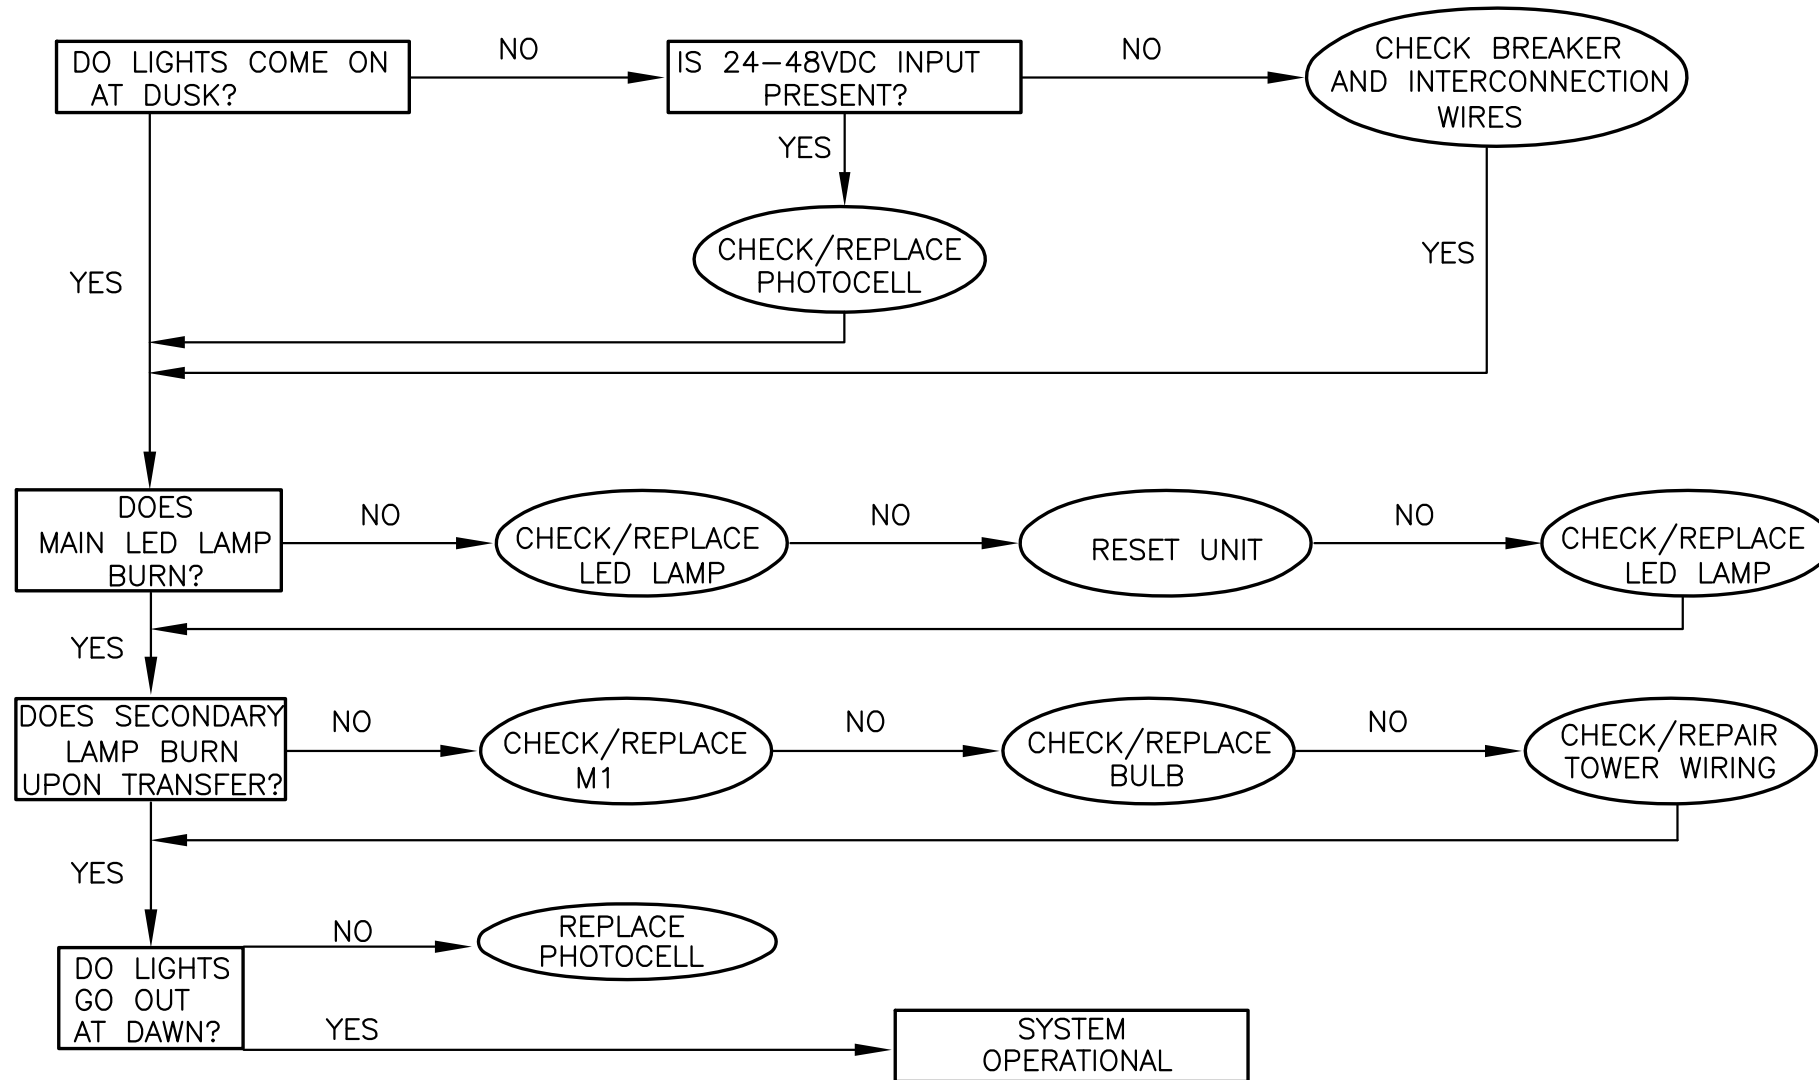 DO LIGHTS COME ON
AT DUSK?
NO
IS 24-48VDC INPUT
PRESENT?
NO
CHECK BREAKER
AND INTERCONNECTION
WIRES
YES
CHECK/REPLACE
PHOTOCELL
YES
YES
DOES
MAIN LED LAMP
BURN?
NO
CHECK/REPLACE
LED LAMP
NO
RESET UNIT
NO
CHECK/REPLACE
LED LAMP
YES
DOES SECONDARY
LAMP BURN
UPON TRANSFER?
NO
CHECK/REPLACE
M1
NO
CHECK/REPLACE
BULB
NO
CHECK/REPAIR
TOWER WIRING
YES
DO LIGHTS
GO OUT
AT DAWN?
NO
REPLACE
PHOTOCELL
YES
SYSTEM
OPERATIONAL